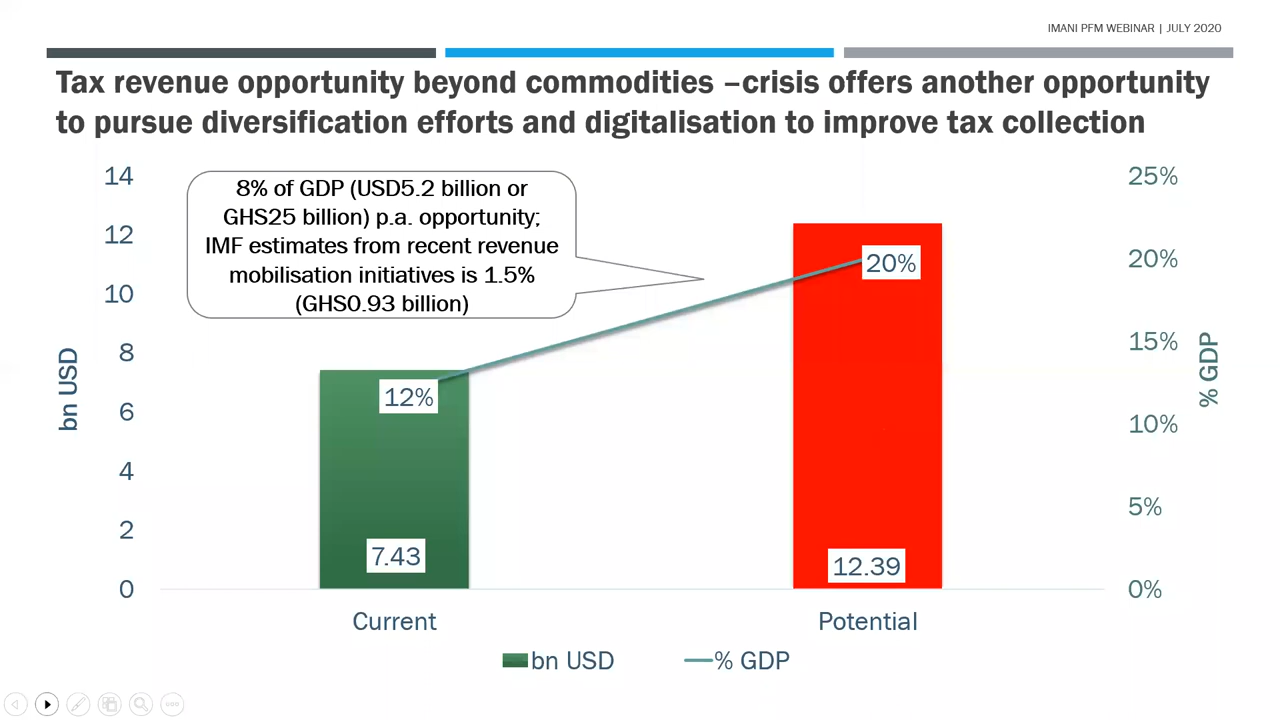 IMANI PFM WEBINAR | JULY 2020
Tax revenue opportunity beyond commodities –crisis offers another opportunity
to pursue diversification efforts and digitalisation to improve tax collection
14
12
10
8
6
4
2
0
bn USD
8% of GDP (USD5.2 billion or
GHS25 billion) p.a. opportunity;
IMF estimates from recent revenue
mobilisation initiatives is 1.5%
(GHS0.93 billion)
12%
7.43
20%
12.39
25%
20%
15%
10%
5%
0%
% GDP
Current
Potential
bn USD
% GDP